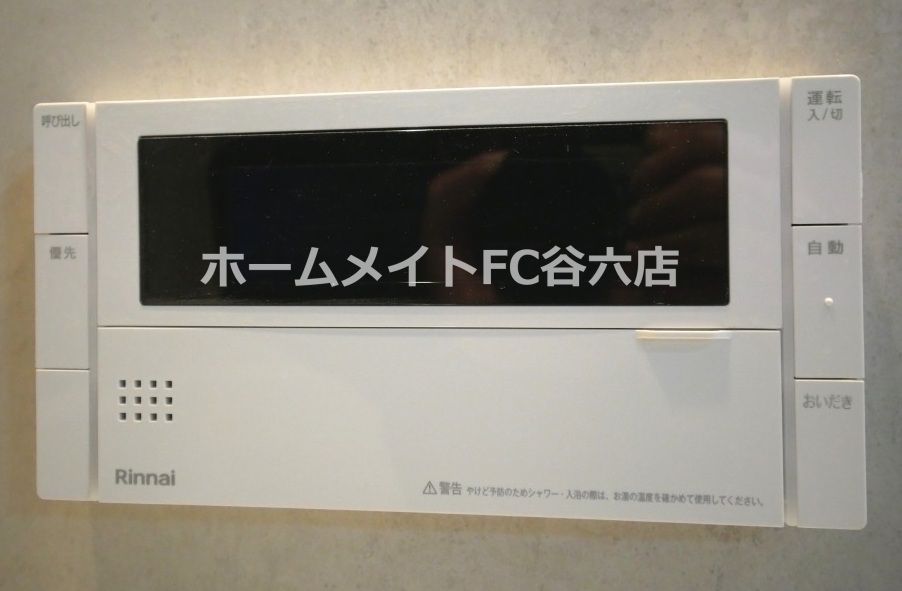 呼び出し
運転
入/切
優先
自動
ホームメイトFC谷六店
おいだき
Rinnai
⚠警告 やけど予防のためシャワー・入浴の際は、お湯の温度を確かめて使用してください。